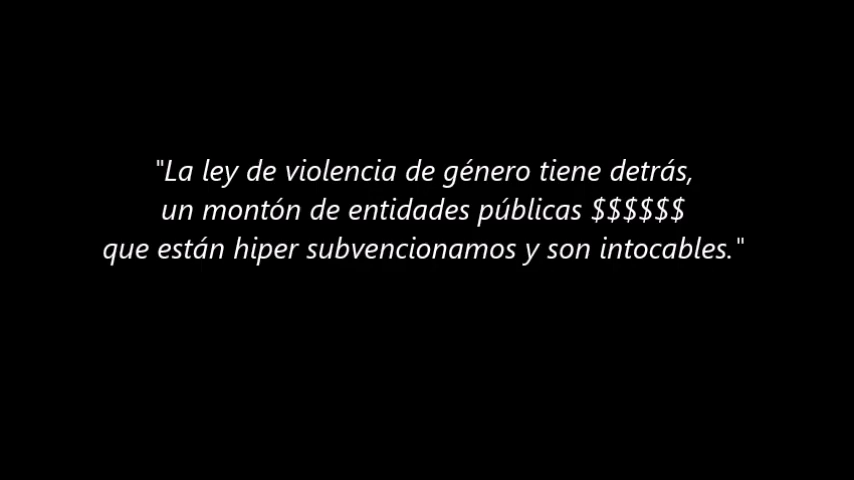 "La ley de violencia de género tiene detrás,
un montón de entidades públicas $$$$$$
que están hiper subvencionamos y son intocables."